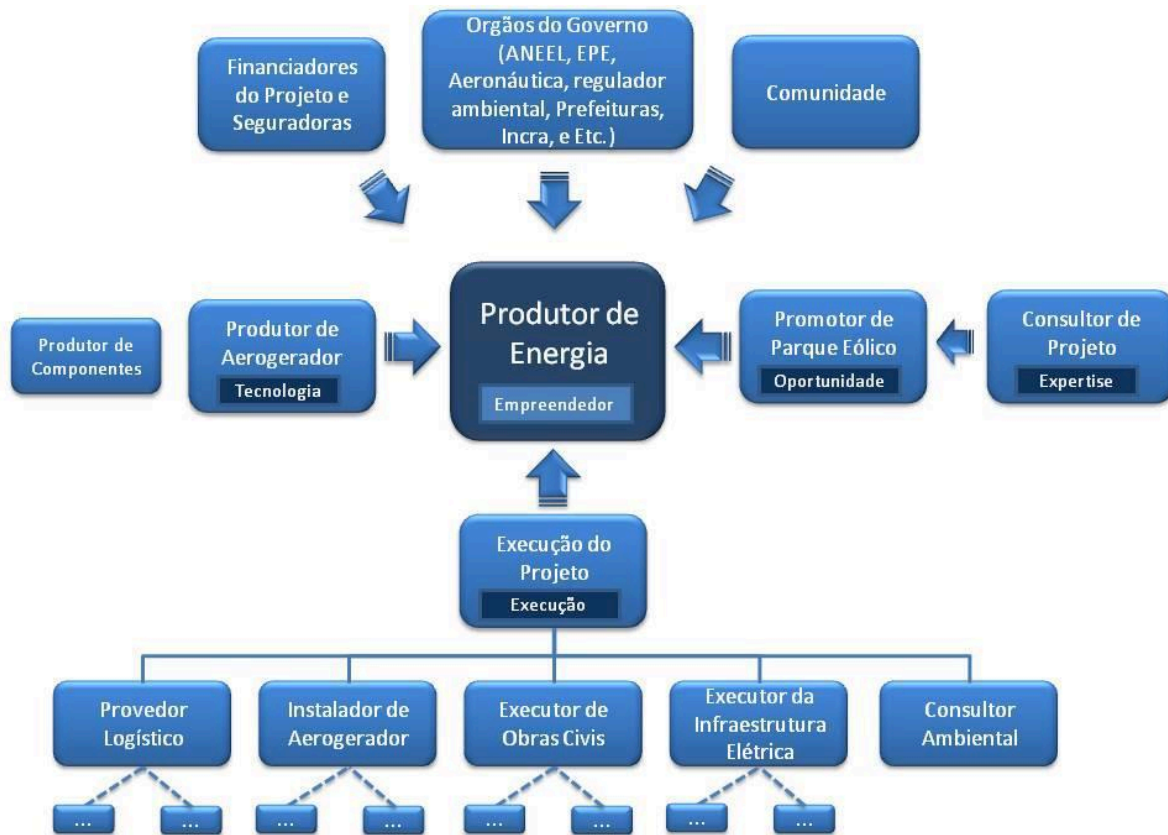 Financiadores
do Projeto e
Seguradoras
Orgãos do Governo
(ANEEL, EPE,
Aeronáutica, regulador
ambiental, Prefeituras,
Incra, e Etc.)
Comunidade
Produtor de
Componentes
Produtor de
Aerogerador
Tecnologia
Produtor de
Energia
Empreendedor
Promotor de
Parque Eólico
Oportunidade
Consultor de
Projeto
Expertise
Execução do
Projeto
Execução
Provedor
Logístico
Instalador de
Aerogerador
Executor de
Obras Civis
Executor da
Infraestrutura
Elétrica
Consultor
Ambiental
...
...
...
...
...
...
...
...